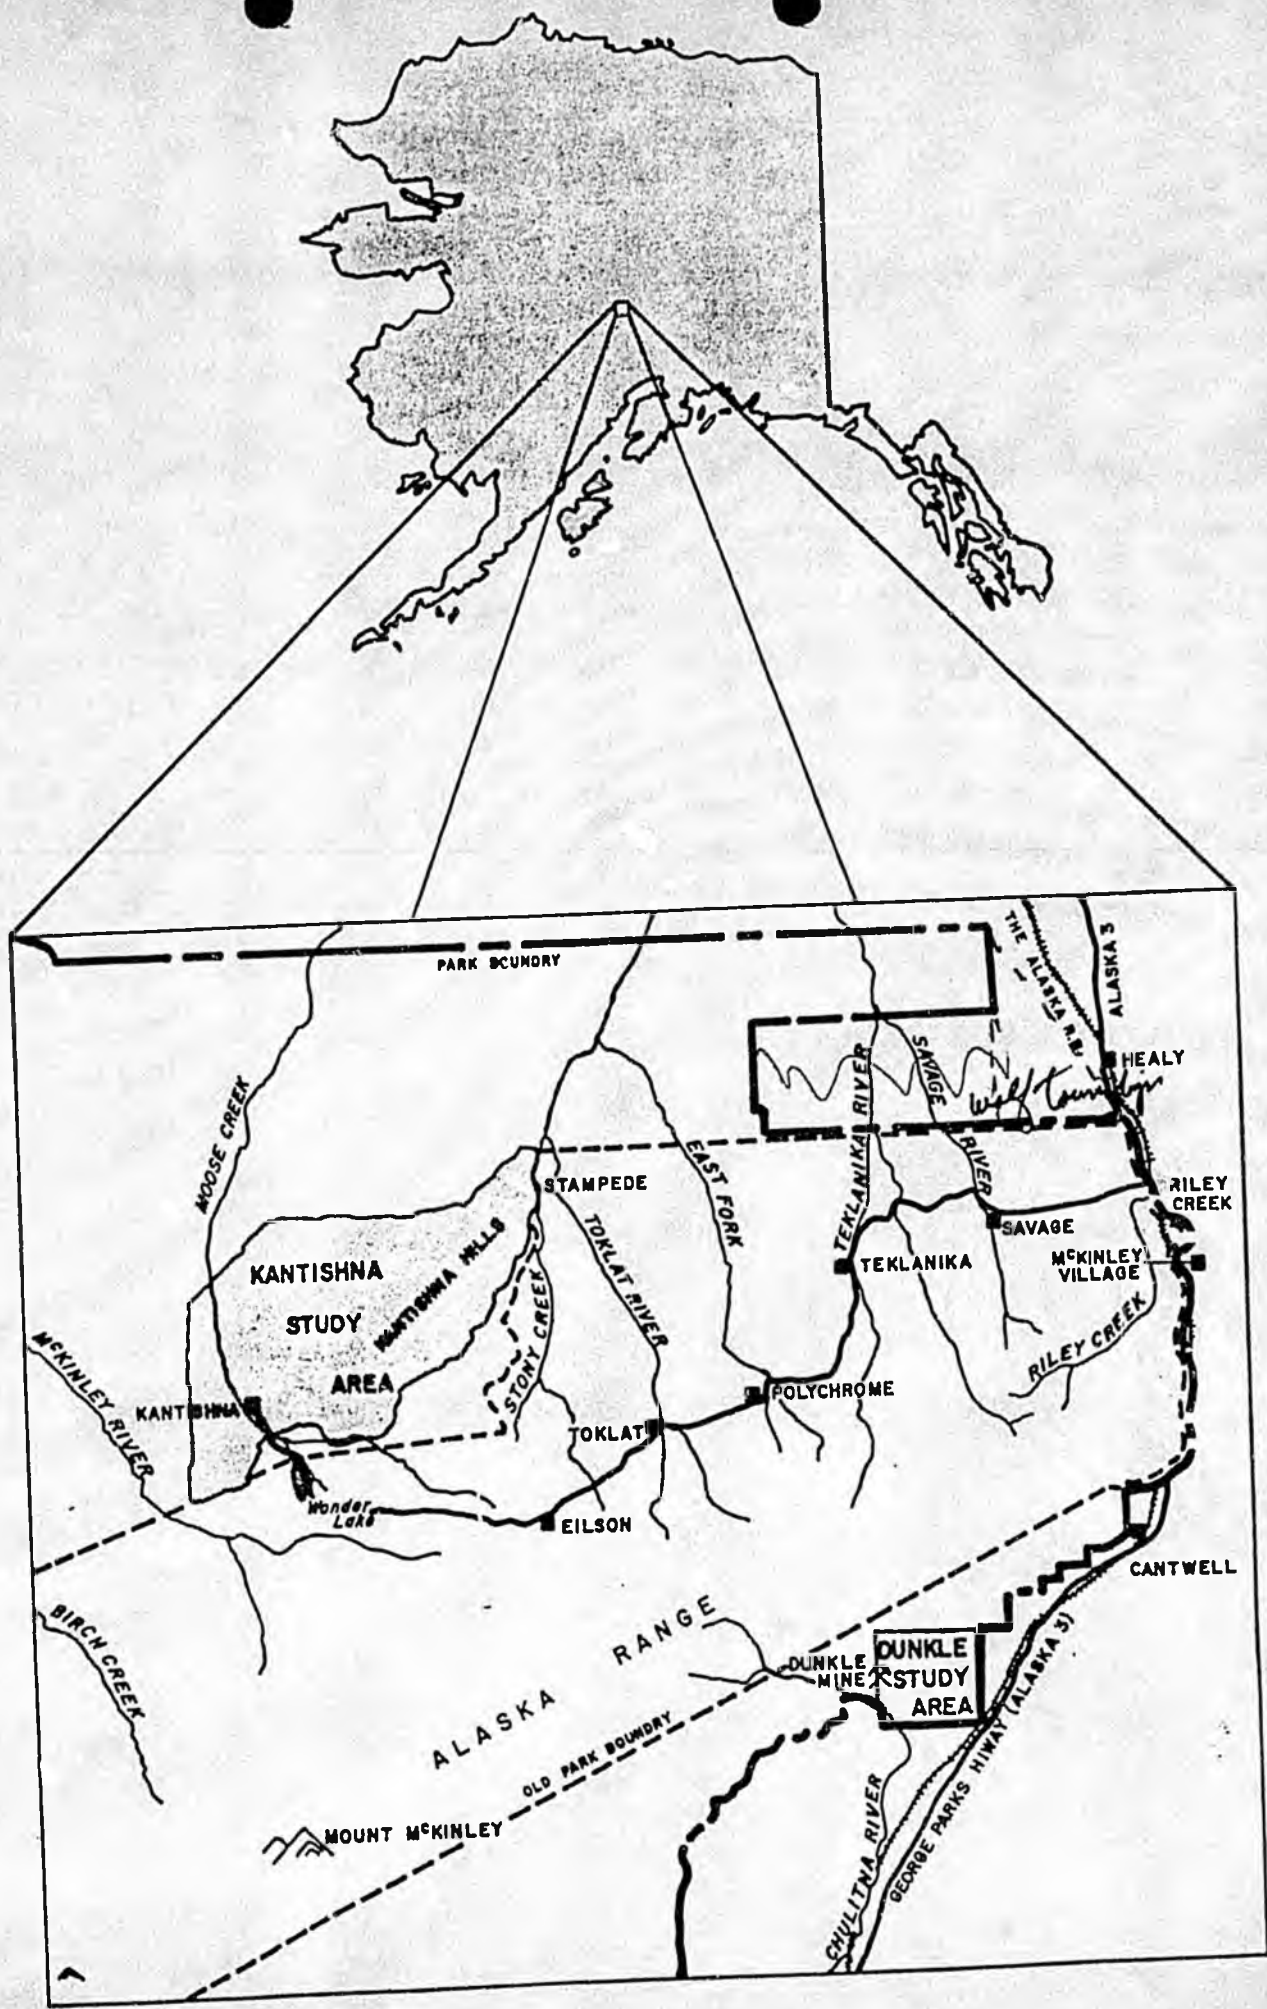 PARK BOUNDRY
THE ALASKA R.R.
ALASKA 3
HEALY
MOOSE CREEK
SAVAGE
RIVER
TEKLANIKA RIVER
Wolf Township
EAST FORK
STAMPEDE
TOKLAT RIVER
RILEY
CREEK
SAVAGE
McKINLEY
VILLAGE
TEKLANIKA
KANTISHNA
STUDY
AREA
KANTISHNA HILLS
STONY CREEK
RILEY CREEK
McKINLEY RIVER
KANTISHNA
POLYCHROME
TOKLAT
Wonder
Lake
EILSON
CANTWELL
BIRCH CREEK
ALASKA RANGE
DUNKLE
MINE
DUNKLE
STUDY
AREA
OLD PARK BOUNDRY
MOUNT McKINLEY
CHULITNA RIVER
GEORGE PARKS HIWAY (ALASKA 3)